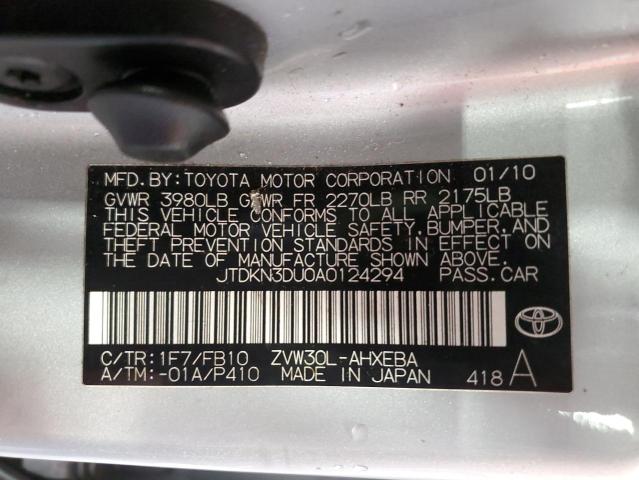 MFD.BY:TOYOTA MOTOR CORPORATION 01/10
GVWR 3980LB GAWR FR 2270LB RR 2175LB
THIS VEHICLE CONFORMS TO ALL APPLICABLE
FEDERAL MOTOR VEHICLE SAFETY,BUMPER,AND
THEFT PREVENTION STANDARDS IN EFFECT ON
THE DATE OF MANUFACTURE SHOWN ABOVE.
JTDKN3DU0A0124294 PASS.CAR
C/TR:1F7/FB10 ZVW30L-AHXEBA
A/TM:-01A/P410 MADE IN JAPAN 418 A